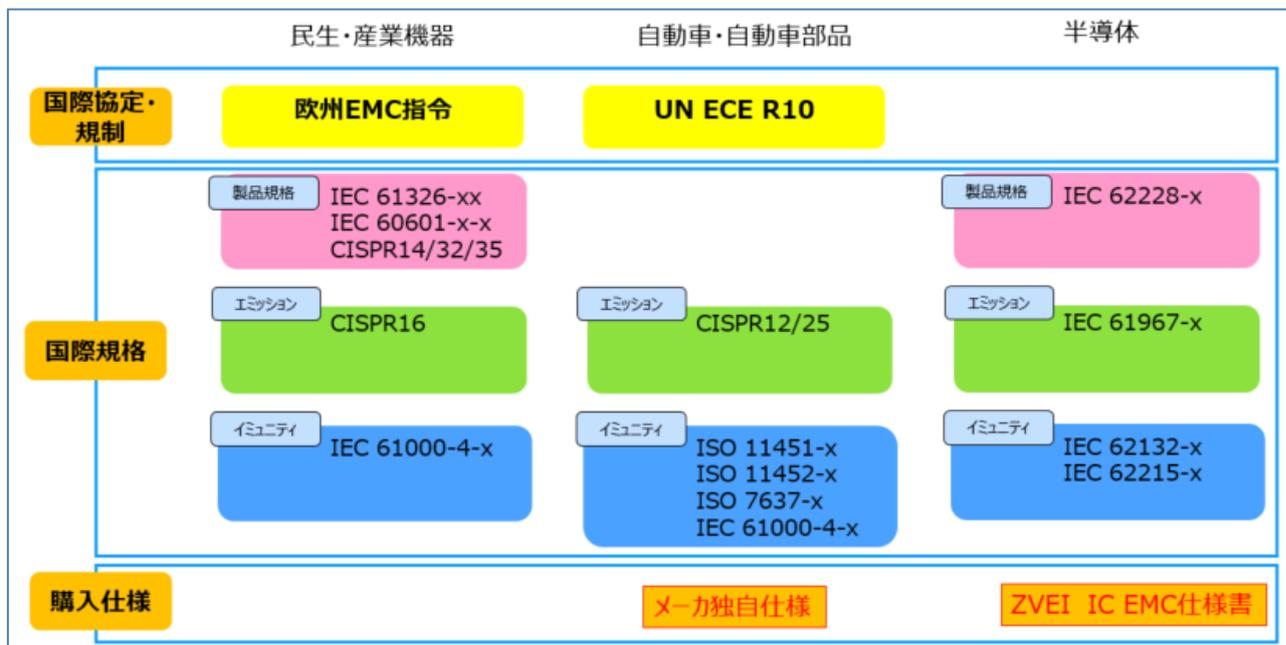 民生・産業機器
自動車・自動車部品
半導体
国際協定・
規制
欧州EMC指令
UN ECE R10
国際規格
製品規格
IEC 61326-xx
IEC 60601-x-x
CISPR14/32/35
製品規格
IEC 62228-x
エミッション
CISPR16
エミッション
CISPR12/25
エミッション
IEC 61967-x
イミュニティ
IEC 61000-4-x
イミュニティ
ISO 11451-x
ISO 11452-x
ISO 7637-x
IEC 61000-4-x
イミュニティ
IEC 62132-x
IEC 62215-x
購入仕様
メーカ独自仕様
ZVEI IC EMC仕様書